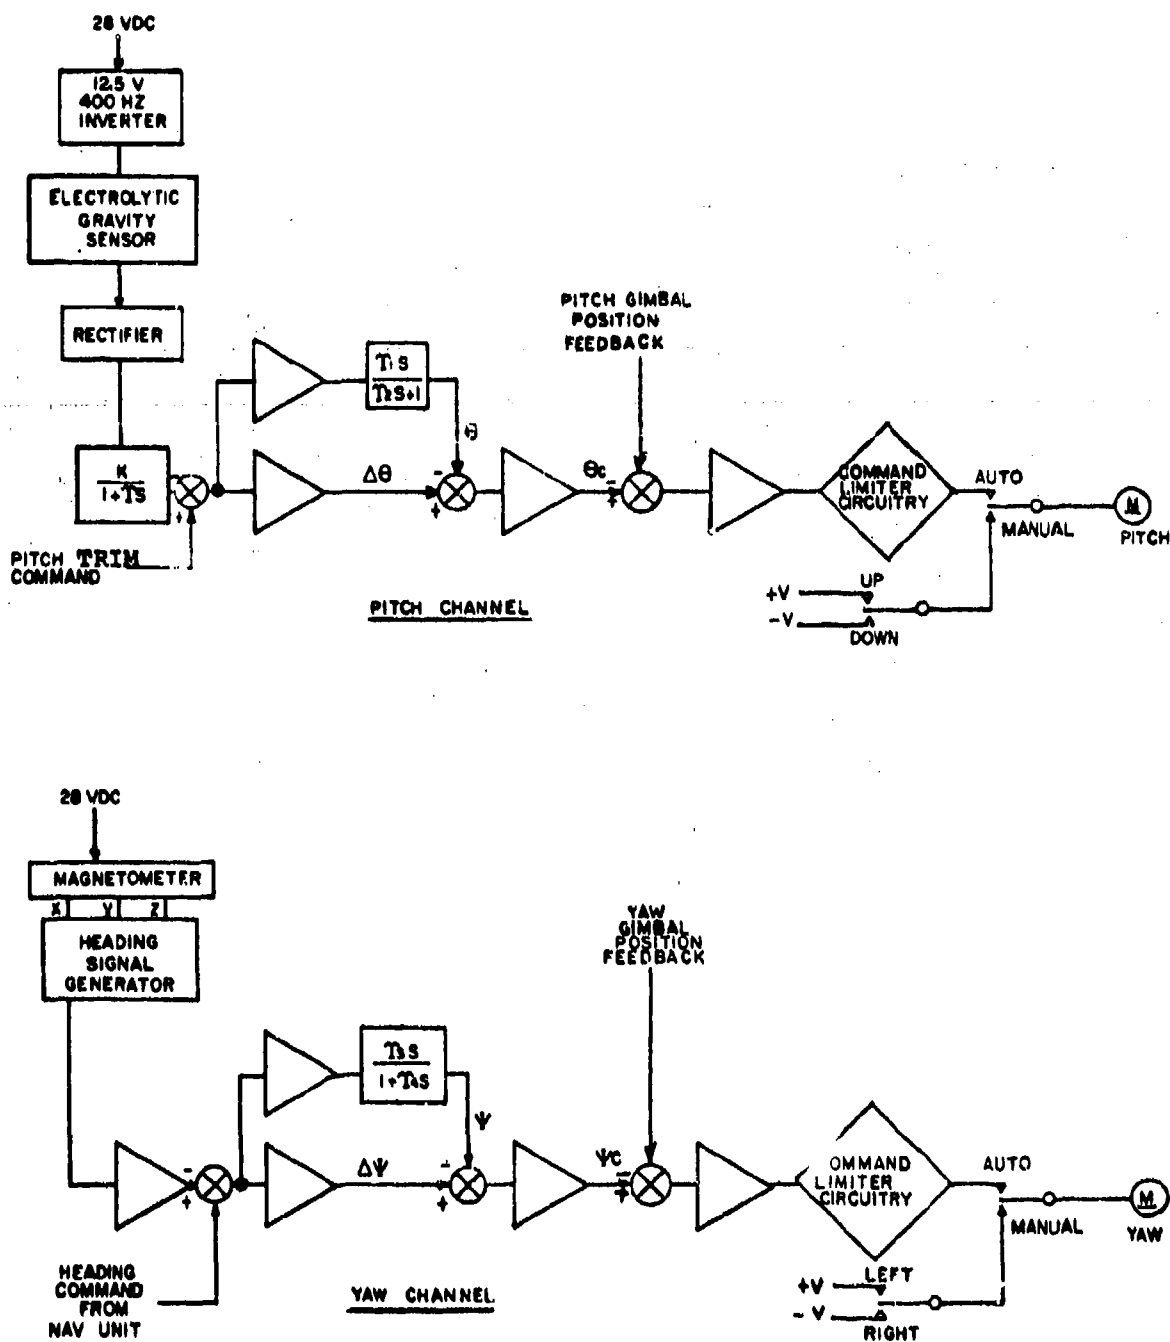 28 VDC
12.5 V
400 HZ
INVERTER
ELECTROLYTIC
GRAVITY
SENSOR
RECTIFIER
K
1+TS
+
PITCH TRIM
COMMAND
T1 S
T2S+1
Δθ
-
+
PITCH GIMBAL
POSITION
FEEDBACK
θc
-
+
COMMAND
LIMITER
CIRCUITRY
AUTO
MANUAL
M
PITCH
+V
UP
-V
DOWN
PITCH CHANNEL
28 VDC
MAGNETOMETER
X Y Z
HEADING
SIGNAL
GENERATOR
-
+
HEADING
COMMAND
FROM
NAV UNIT
T3 S
1+T4S
Ψ
ΔΨ
-
+
YAW
GIMBAL
POSITION
FEEDBACK
Ψc
-
+
OMMAND
LIMITER
CIRCUITRY
AUTO
MANUAL
M
YAW
+V
LEFT
- V
RIGHT
YAW CHANNEL